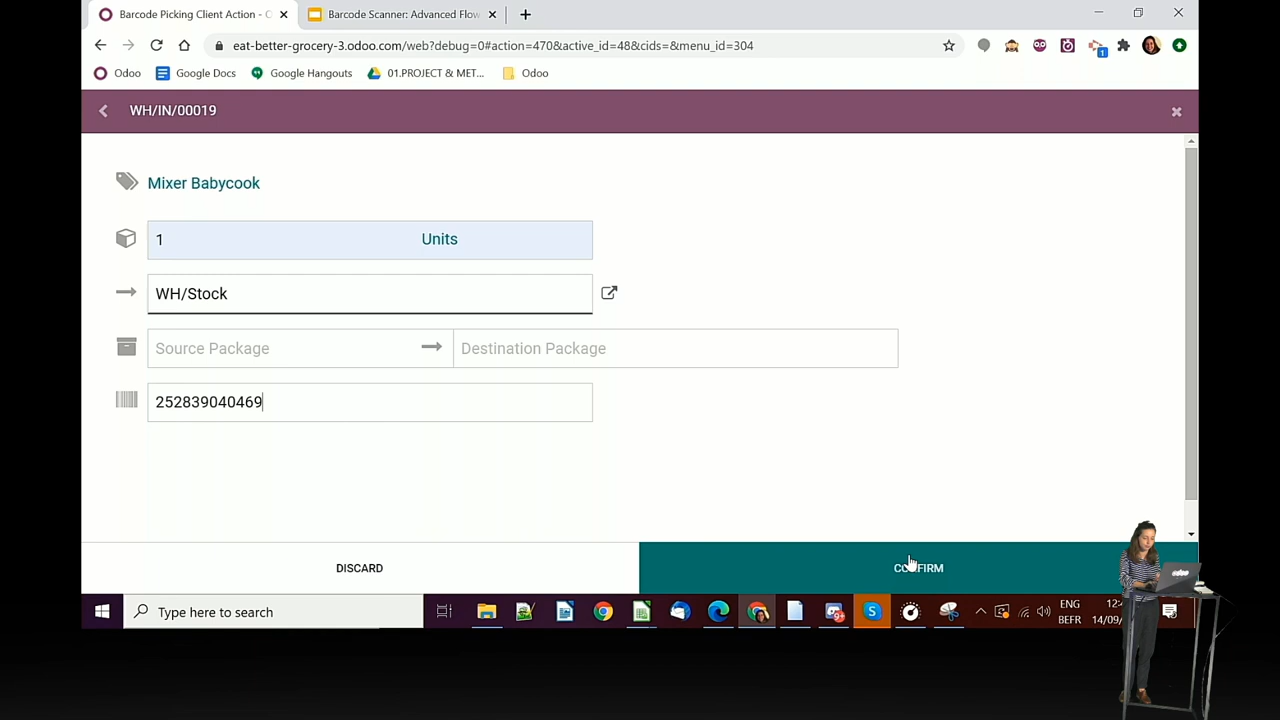 Barcode Picking Client Action - O
Barcode Scanner: Advanced Flow
eat-better-grocery-3.odoo.com/web?debug=0#action=470&active_id=48&cids=&menu_id=304
1
Odoo
Google Docs
Google Hangouts
01.PROJECT & MET...
Odoo
WH/IN/00019
Mixer Babycook
1 Units
WH/Stock
Source Package
Destination Package
252839040469
DISCARD
CONFIRM
odoo
Type here to search
ENG
BEFR
12:
14/09/